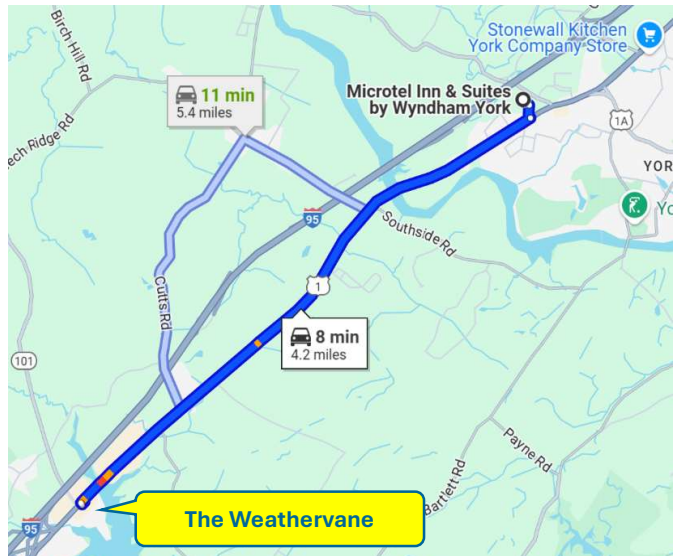 Birch Hill Rd
Stonewall Kitchen
York Company Store
11 min
5.4 miles
Microtel Inn & Suites
by Wyndham York
1A
ech Ridge Rd
YOR
Yo
95
Southside Rd
1
Cutts Rd
8 min
4.2 miles
101
Payne Rd
Bartlett Rd
The Weathervane
95